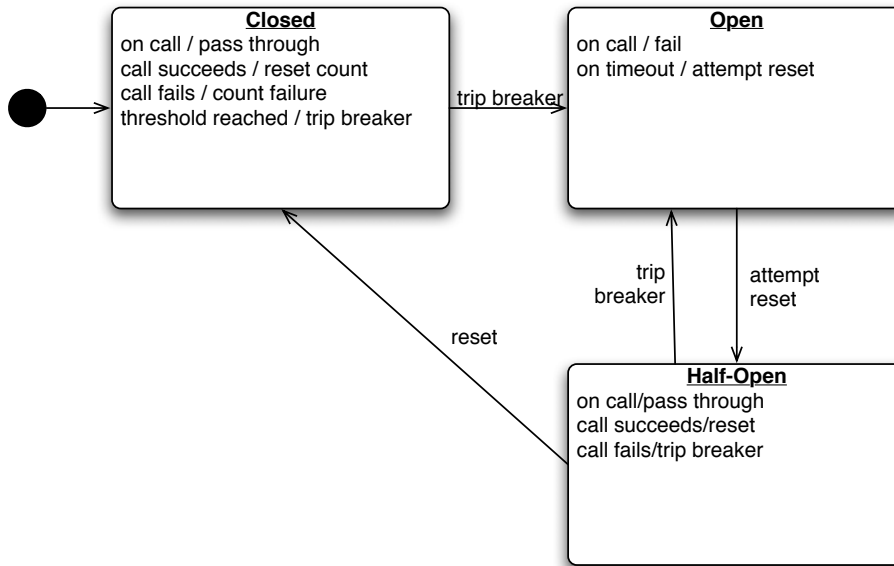 Closed
on call / pass through
call succeeds / reset count
call fails / count failure
threshold reached / trip breaker
trip breaker
Open
on call / fail
on timeout / attempt reset
trip
breaker
attempt
reset
reset
Half-Open
on call/pass through
call succeeds/reset
call fails/trip breaker